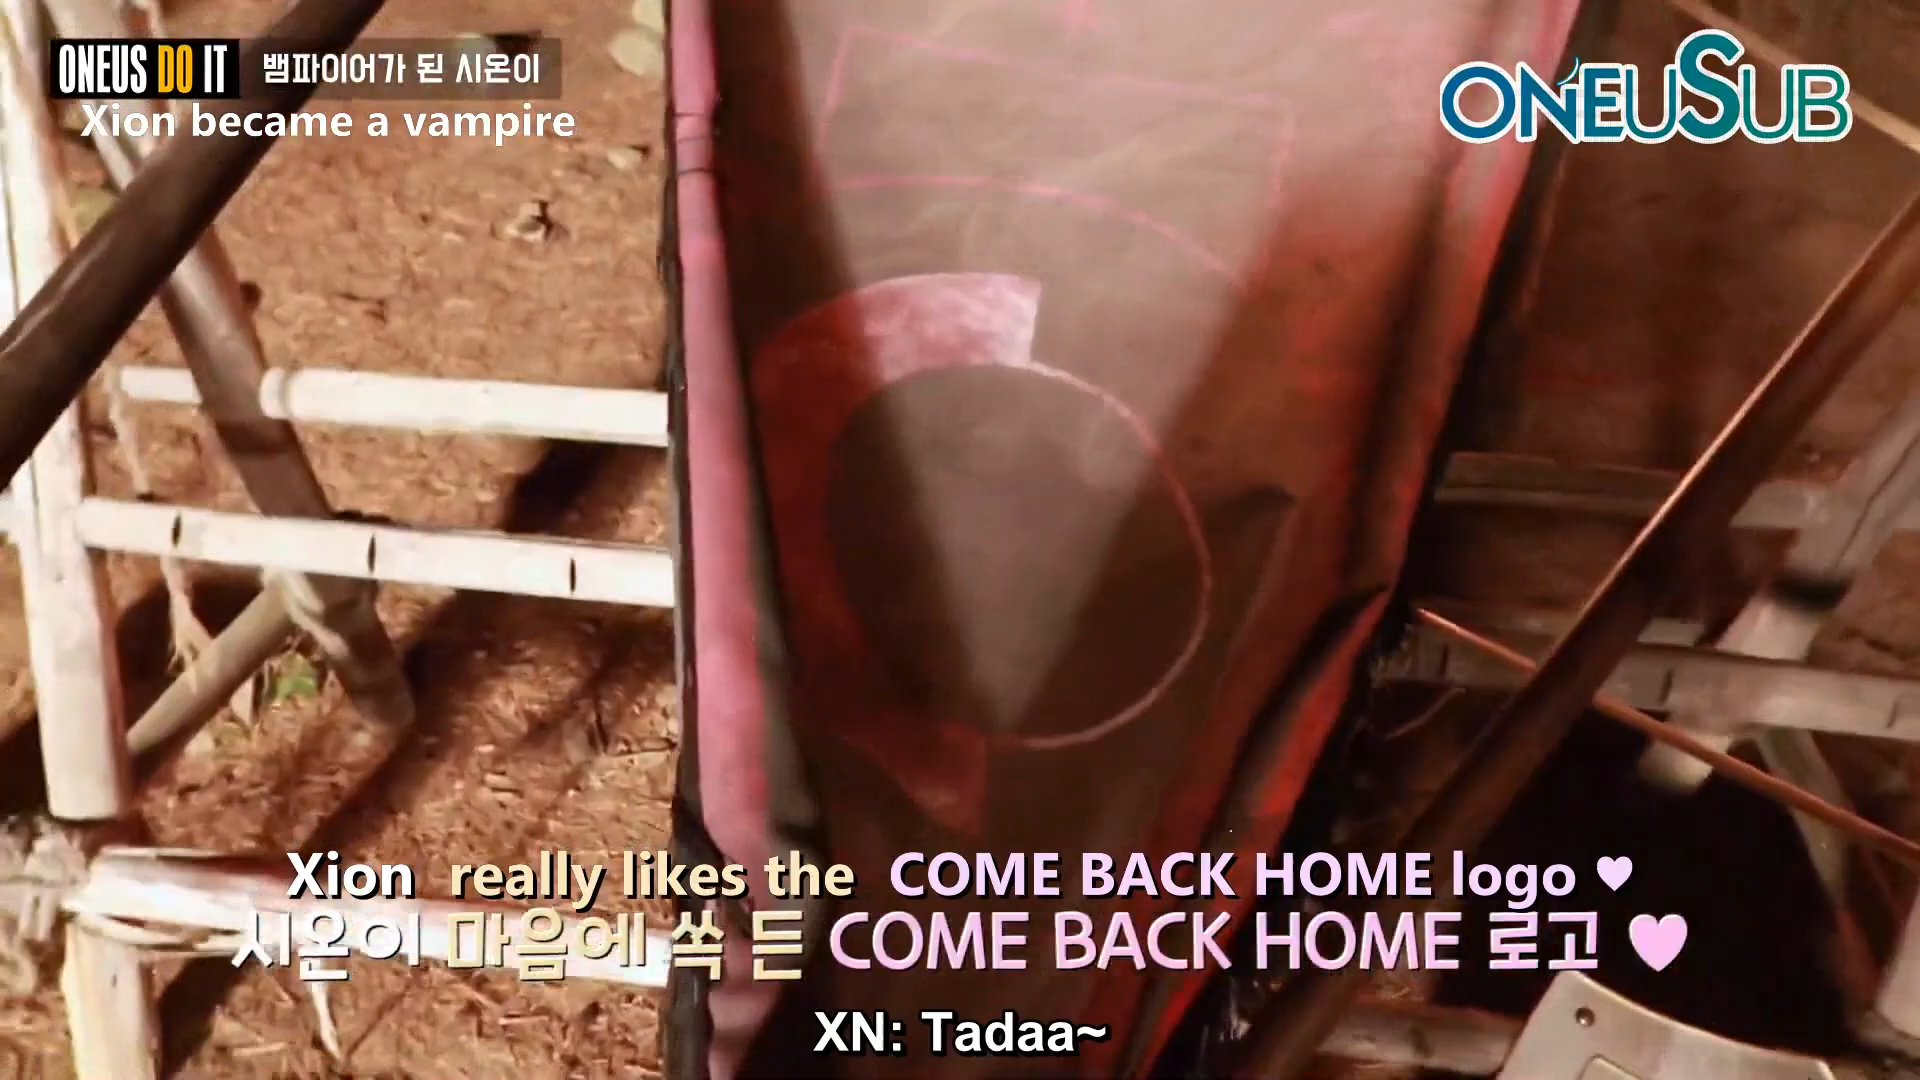 ONEUS DO IT 뱀파이어가 된 시온이
Xion became a vampire
ONEUSUB
Xion really likes the COME BACK HOME logo ♥
시온이 마음에 쏙 든 COME BACK HOME 로고 ♥
XN: Tadaa~